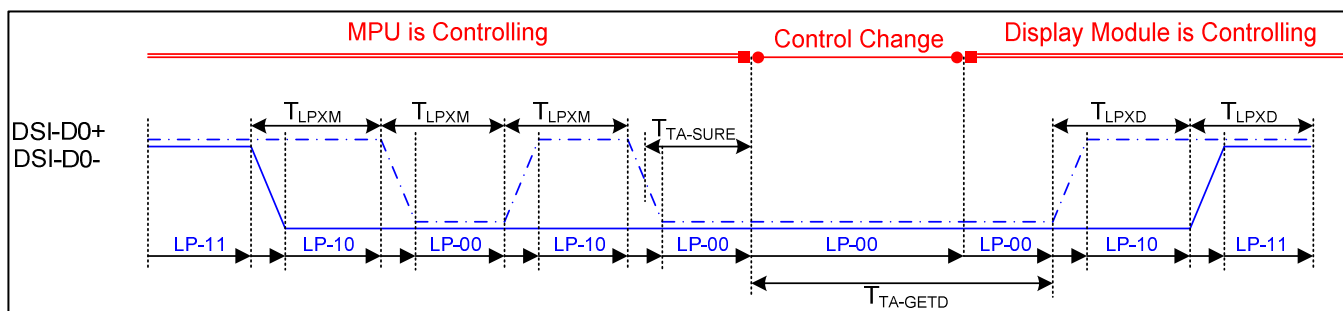 MPU is Controlling Control Change Display Module is Controlling
TLPXM TLPXM TLPXM TLPXD TLPXD
DSI-D0+ TTA-SURE
DSI-D0-
LP-11 LP-10 LP-00 LP-10 LP-00 LP-00 LP-00 LP-10 LP-11
TTA-GETD